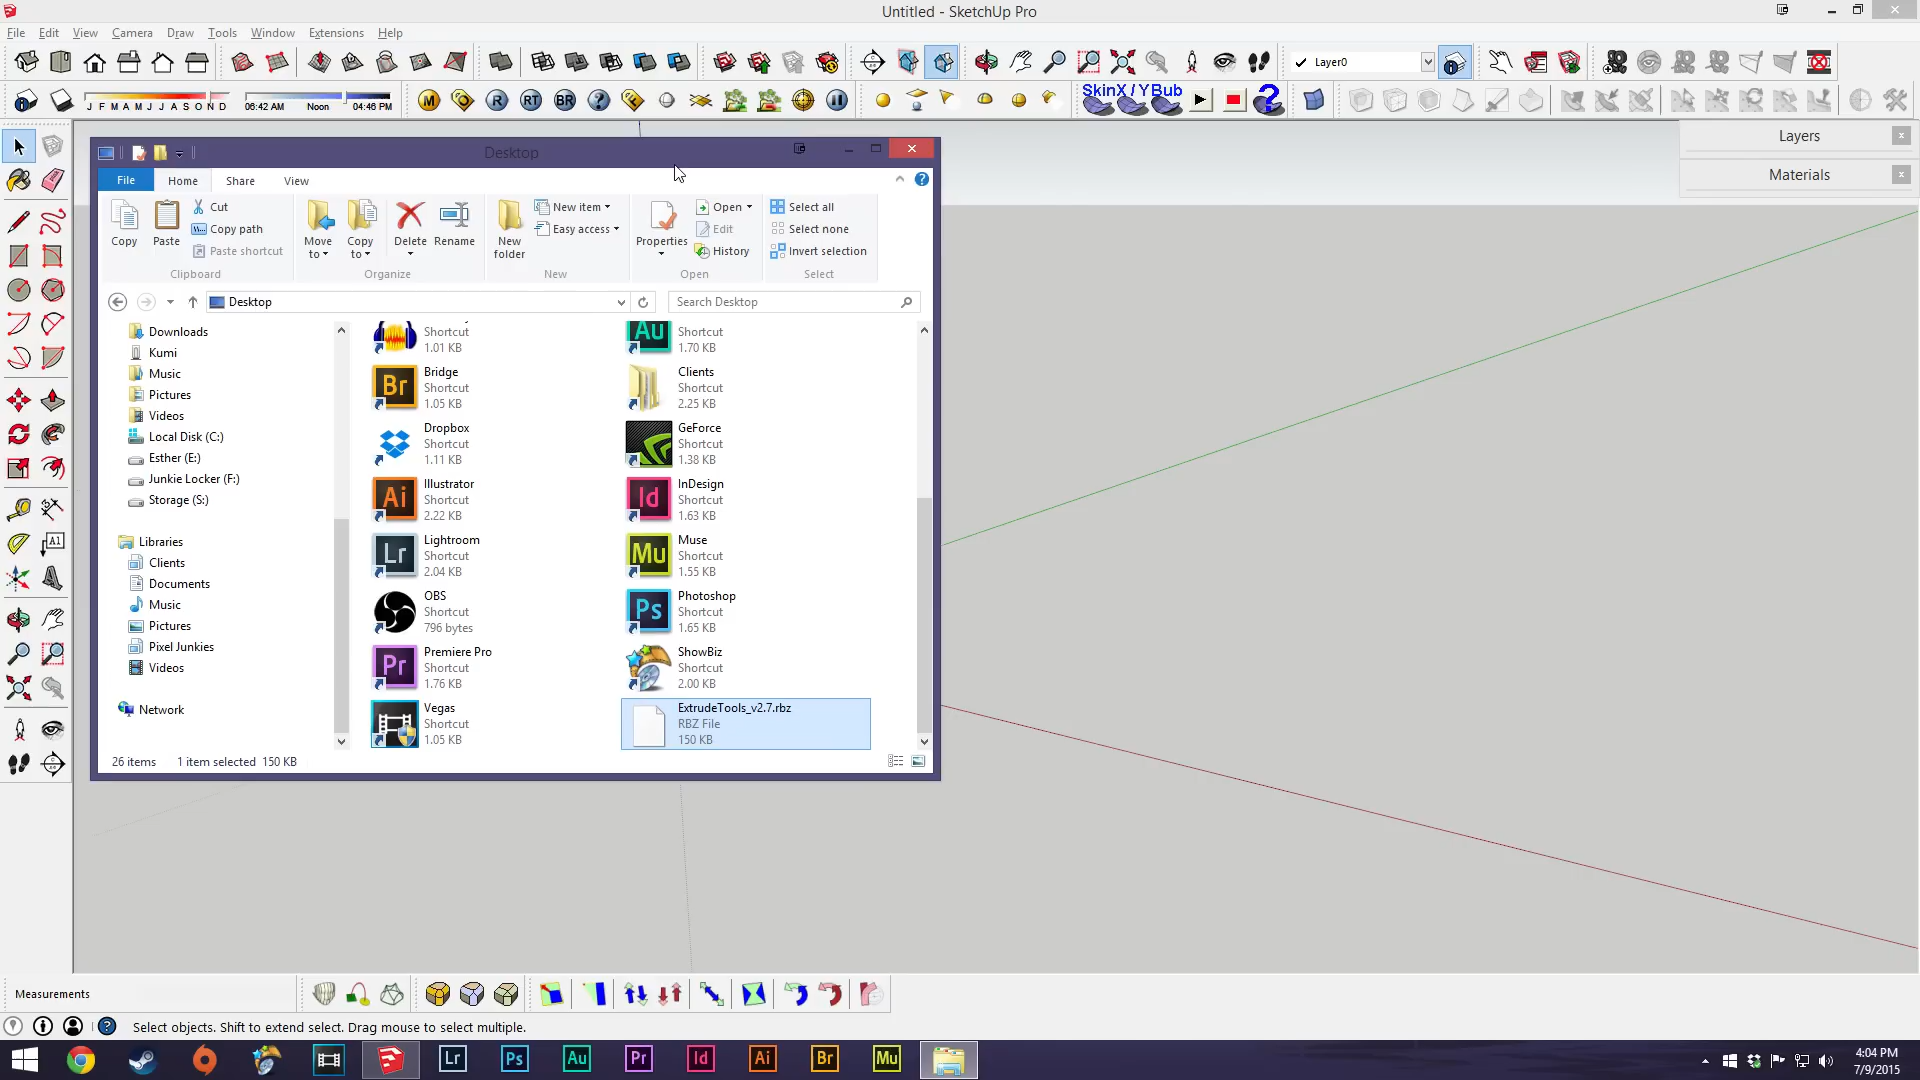 Untitled - SketchUp Pro
File Edit View Camera Draw Tools Window Extensions Help
Layer0
J F M A M J J A S O N D 06:42 AM Noon 04:46 PM
M R RT BR ?
SkinX / YBub
?
Layers
Materials
Desktop
File Home Share View
Copy
Paste
Cut
Copy path
Paste shortcut
Clipboard
Move to
Copy to
Delete
Rename
Organize
New folder
New item
Easy access
New
Properties
Open
Edit
History
Open
Select all
Select none
Invert selection
Select
Desktop
Search Desktop
Downloads
Kumi
Music
Pictures
Videos
Local Disk (C:)
Esther (E:)
Junkie Locker (F:)
Storage (S:)
Libraries
Clients
Documents
Music
Pictures
Pixel Junkies
Videos
Network
Shortcut
1.01 KB
Au
Shortcut
1.70 KB
Br
Bridge
Shortcut
1.05 KB
Clients
Shortcut
2.25 KB
Dropbox
Shortcut
1.11 KB
GeForce
Shortcut
1.38 KB
Ai
Illustrator
Shortcut
2.22 KB
Id
InDesign
Shortcut
1.63 KB
Lr
Lightroom
Shortcut
2.04 KB
Mu
Muse
Shortcut
1.55 KB
OBS
Shortcut
796 bytes
Ps
Photoshop
Shortcut
1.65 KB
Pr
Premiere Pro
Shortcut
1.76 KB
ShowBiz
Shortcut
2.00 KB
Vegas
Shortcut
1.05 KB
ExtrudeTools_v2.7.rbz
RBZ File
150 KB
26 items 1 item selected 150 KB
A1
Measurements
Select objects. Shift to extend select. Drag mouse to select multiple.
Lr Ps Au Pr Id Ai Br Mu
4:04 PM
7/9/2015